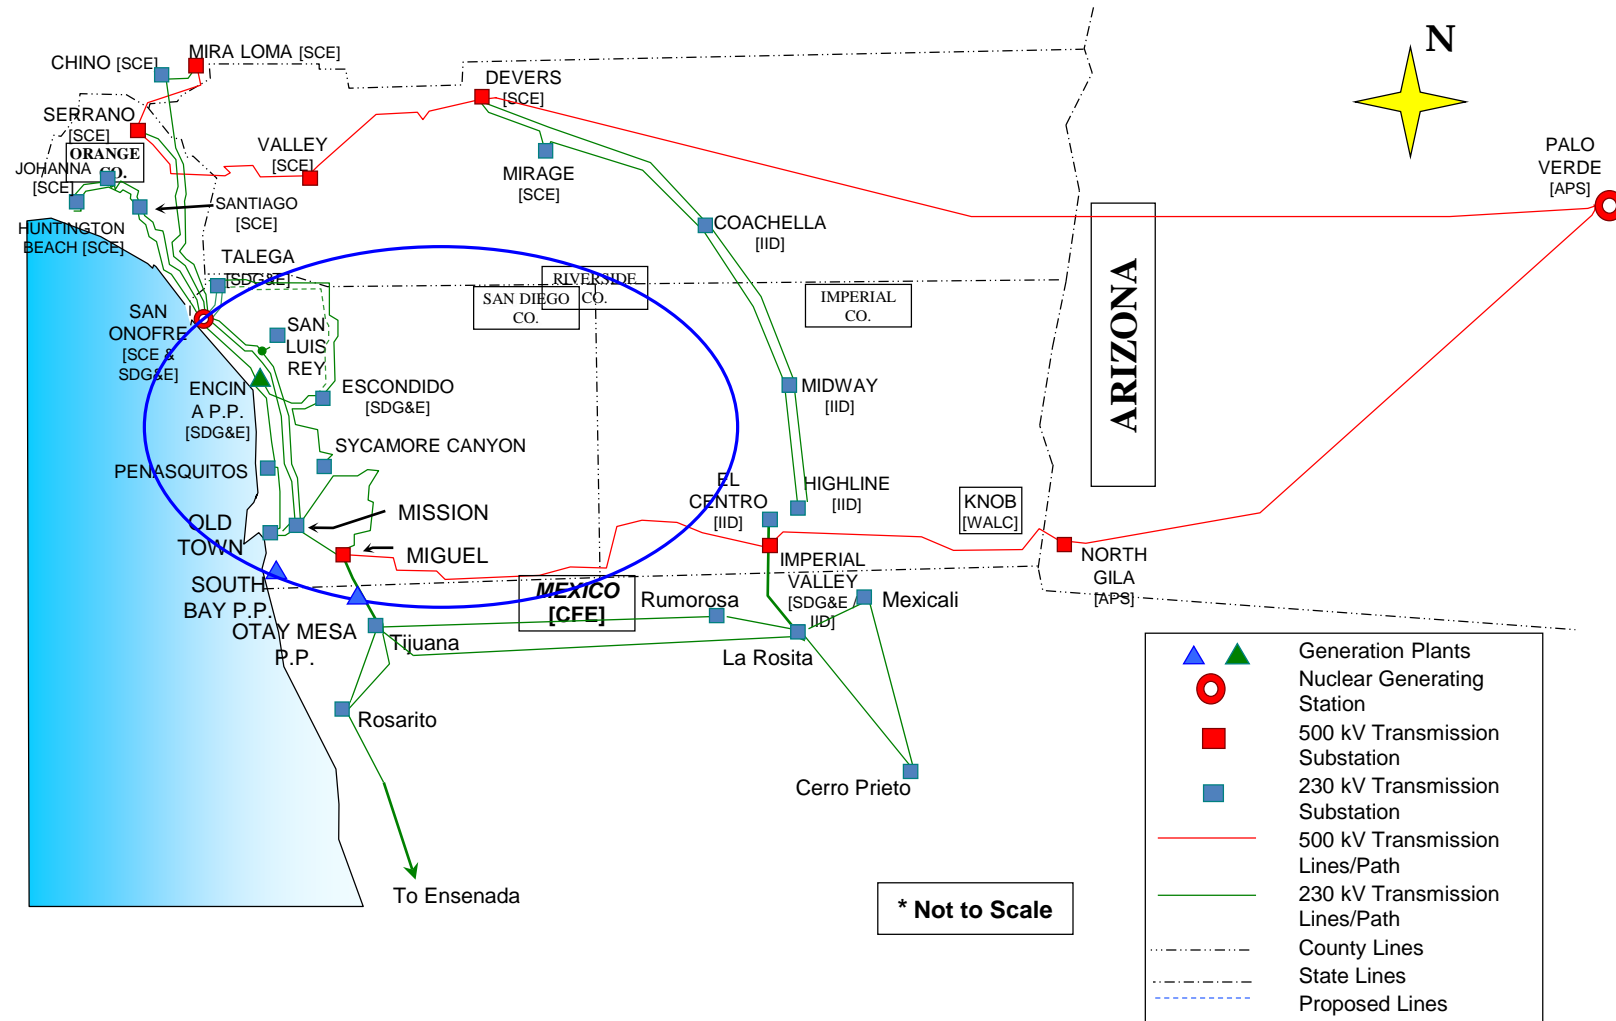 N
MIRA LOMA [SCE]
CHINO [SCE]
DEVERS
[SCE]
SERRANO
[SCE]
ORANGE
CO.
JOHANNA
[SCE]
VALLEY
[SCE]
MIRAGE
[SCE]
PALO
VERDE
[APS]
SANTIAGO
[SCE]
HUNTINGTON
BEACH [SCE]
COACHELLA
[IID]
TALEGA
[SDG&E]
RIVERSIDE
CO.
SAN DIEGO
CO.
IMPERIAL
CO.
ARIZONA
SAN
ONOFRE
[SCE &
SDG&E]
SAN
LUIS
REY
ENCIN
A P.P.
[SDG&E]
ESCONDIDO
[SDG&E]
MIDWAY
[IID]
SYCAMORE CANYON
PENASQUITOS
EL
CENTRO
[IID]
HIGHLINE
[IID]
KNOB
[WALC]
MISSION
OLD
TOWN
MIGUEL
IMPERIAL
VALLEY
[SDG&E
IID]
NORTH
GILA
[APS]
SOUTH
BAY P.P.
MEXICO
[CFE]
Rumorosa
Mexicali
OTAY MESA
P.P.
Tijuana
La Rosita
Rosarito
Cerro Prieto
To Ensenada
* Not to Scale
Generation Plants
Nuclear Generating
Station
500 kV Transmission
Substation
230 kV Transmission
Substation
500 kV Transmission
Lines/Path
230 kV Transmission
Lines/Path
County Lines
State Lines
Proposed Lines